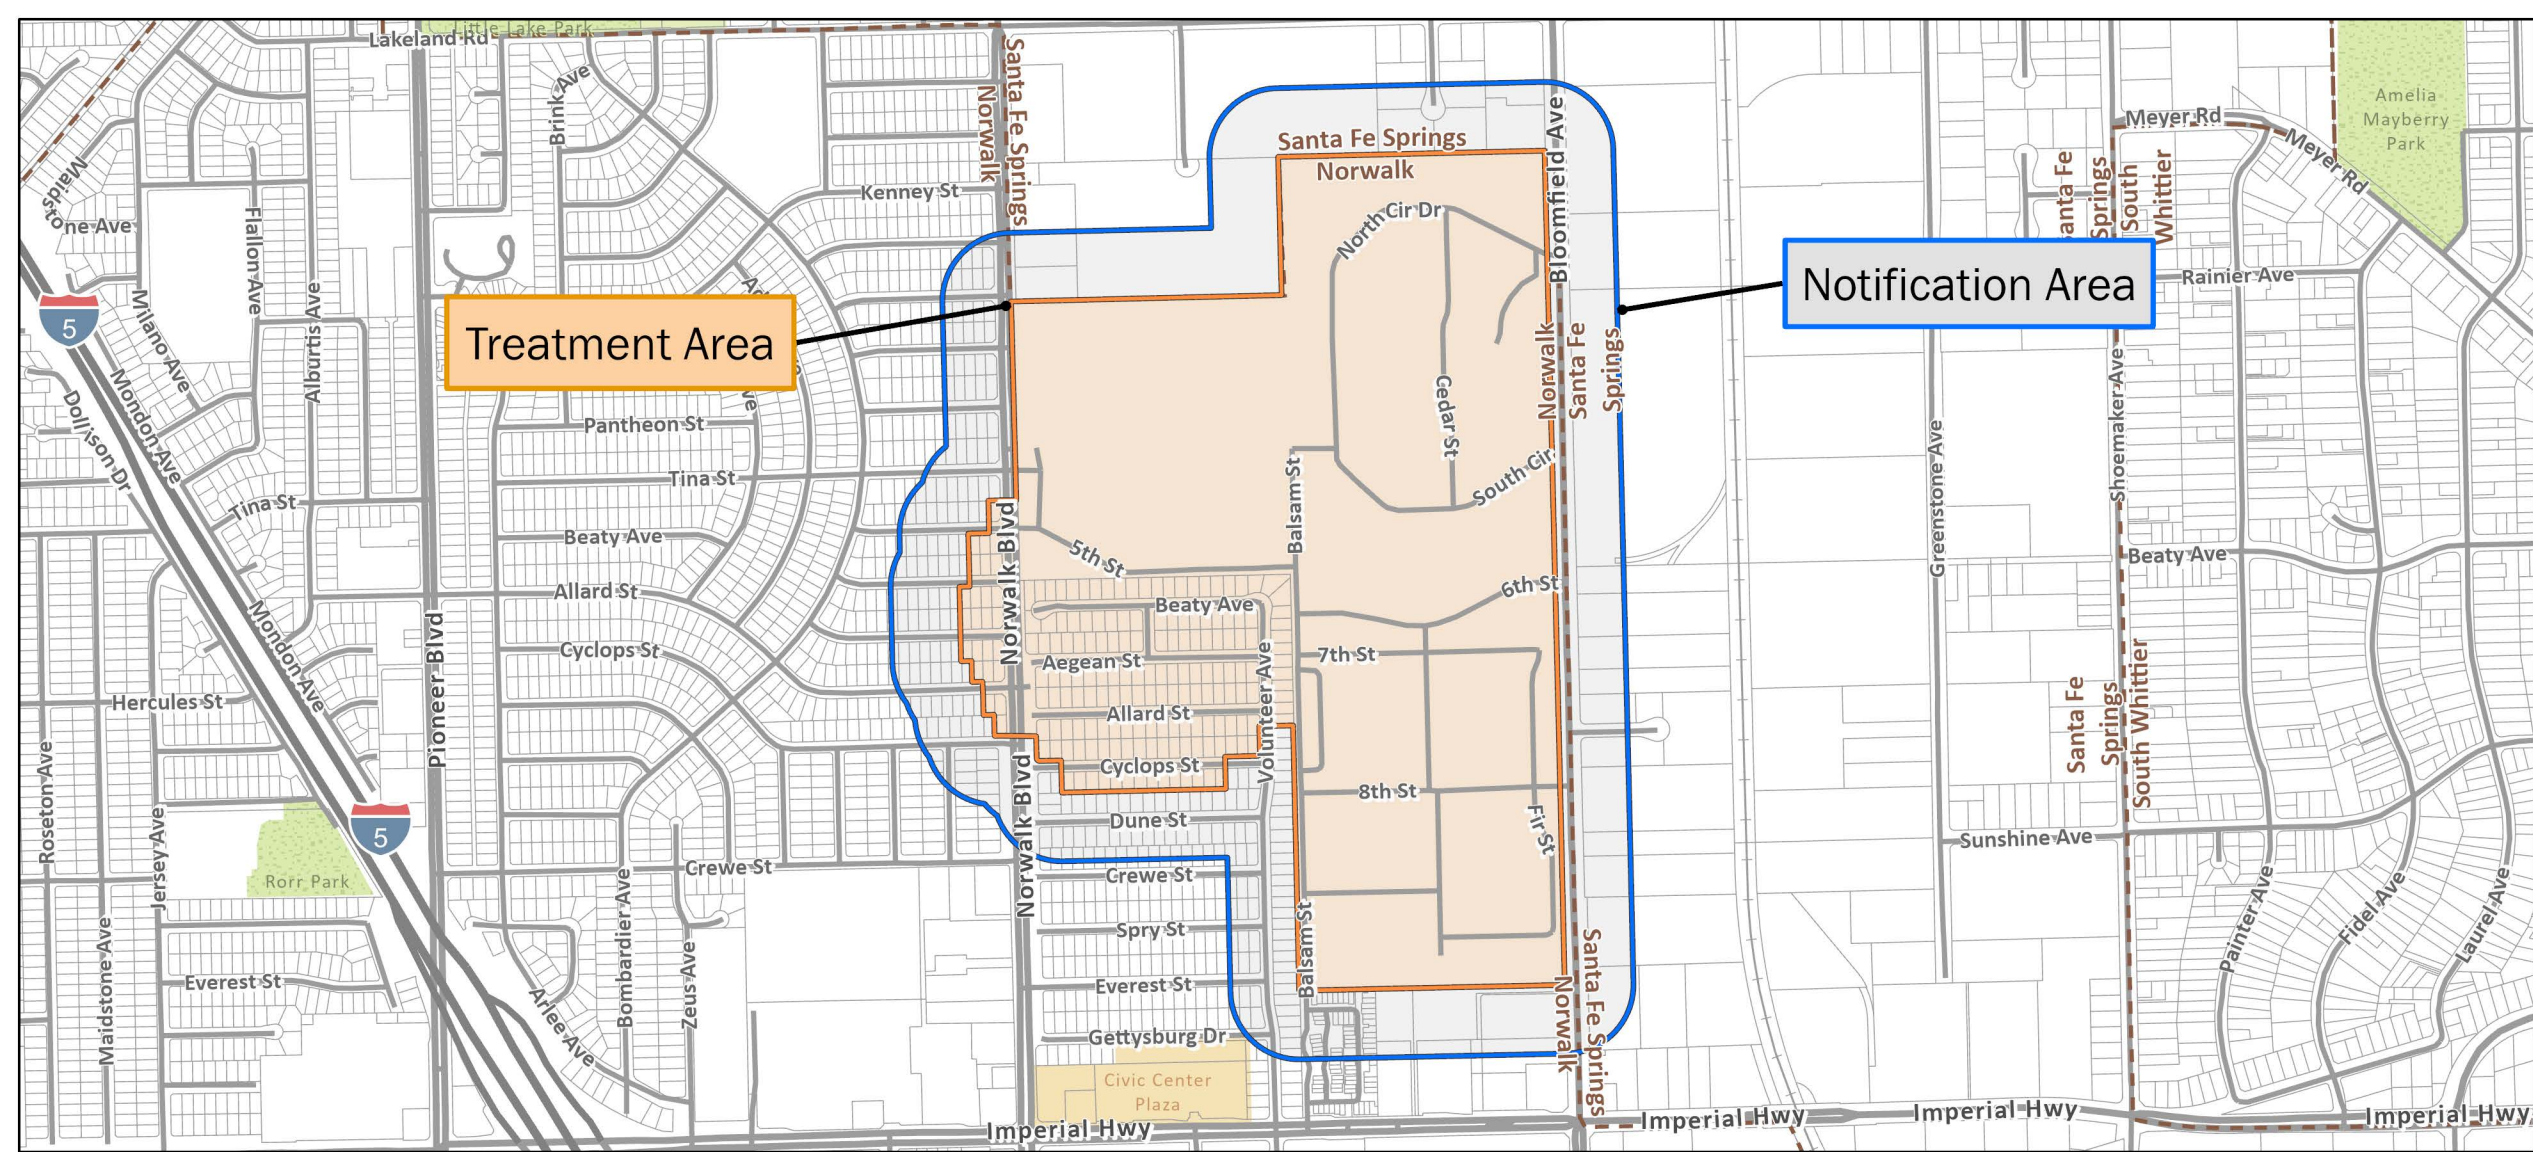 Little Lake Park
Lakeland Rd
Brink Ave
Santa Fe Springs
Norwalk
Bloomfield Ave
Santa Fe Springs
Norwalk
Meyer Rd
Meyer Rd
Amelia
Mayberry
Park
Santa Fe
Springs
South
Whittier
Maidstone Ave
Flallon Ave
Kenney St
North Cir Dr
Notification Area
Rainier Ave
5
Milano Ave
Alburtis Ave
Treatment Area
Norwalk
Santa Fe
Springs
Mondon Ave
Dollison Dr
Pantheon St
Cedar St
South Cir
Shoemaker Ave
Greenstone Ave
Tina St
Tina St
Balsam St
Norwalk Blvd
Beaty Ave
5th St
Beaty Ave
Allard St
6th St
Mondon Ave
Pioneer Blvd
Beaty Ave
Cyclops St
Aegean St
Volunteer Ave
7th St
Hercules St
Allard St
Santa Fe
Springs
South Whittier
Roseton Ave
Jersey Ave
Cyclops St
Norwalk Blvd
8th St
Fir St
5
Dune St
Sunshine Ave
Rorr Park
Crewe St
Crewe St
Maidstone Ave
Bombardier Ave
Zeus Ave
Spry St
Balsam St
Santa Fe Springs
Norwalk
Painter Ave
Fidel Ave
Laurel Ave
Everest St
Arlee Ave
Everest St
Gettysburg Dr
Civic Center
Plaza
Imperial Hwy
Imperial Hwy
Imperial Hwy
Imperial Hwy